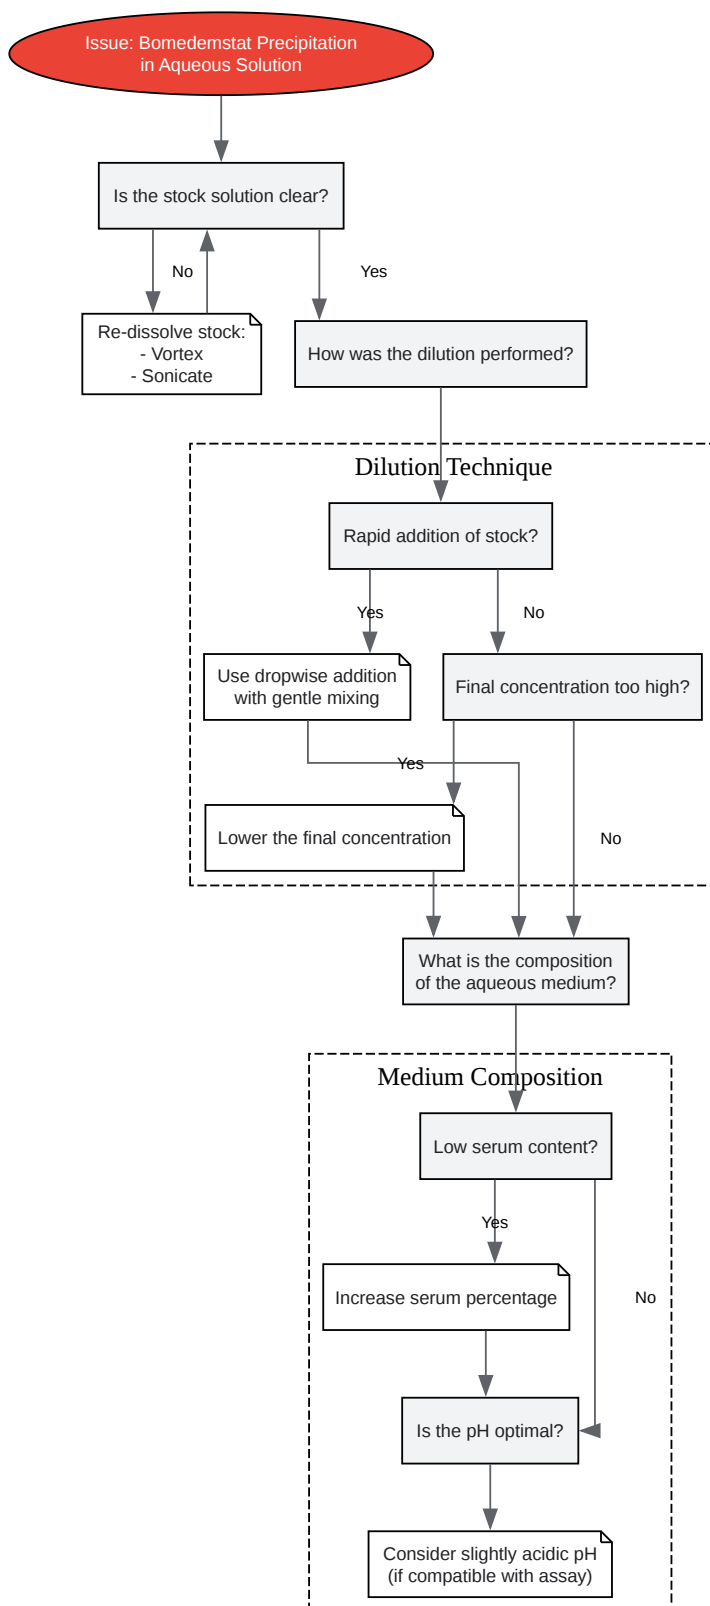 Issue: Bomedemstat Precipitation
in Aqueous Solution
Is the stock solution clear?
No
Yes
Re-dissolve stock:
- Vortex
- Sonicate
How was the dilution performed?
Dilution Technique
Rapid addition of stock?
Yes
No
Use dropwise addition
with gentle mixing
Final concentration too high?
Yes
Lower the final concentration
No
What is the composition
of the aqueous medium?
Medium Composition
Low serum content?
Yes
Increase serum percentage
No
Is the pH optimal?
Consider slightly acidic pH
(if compatible with assay)